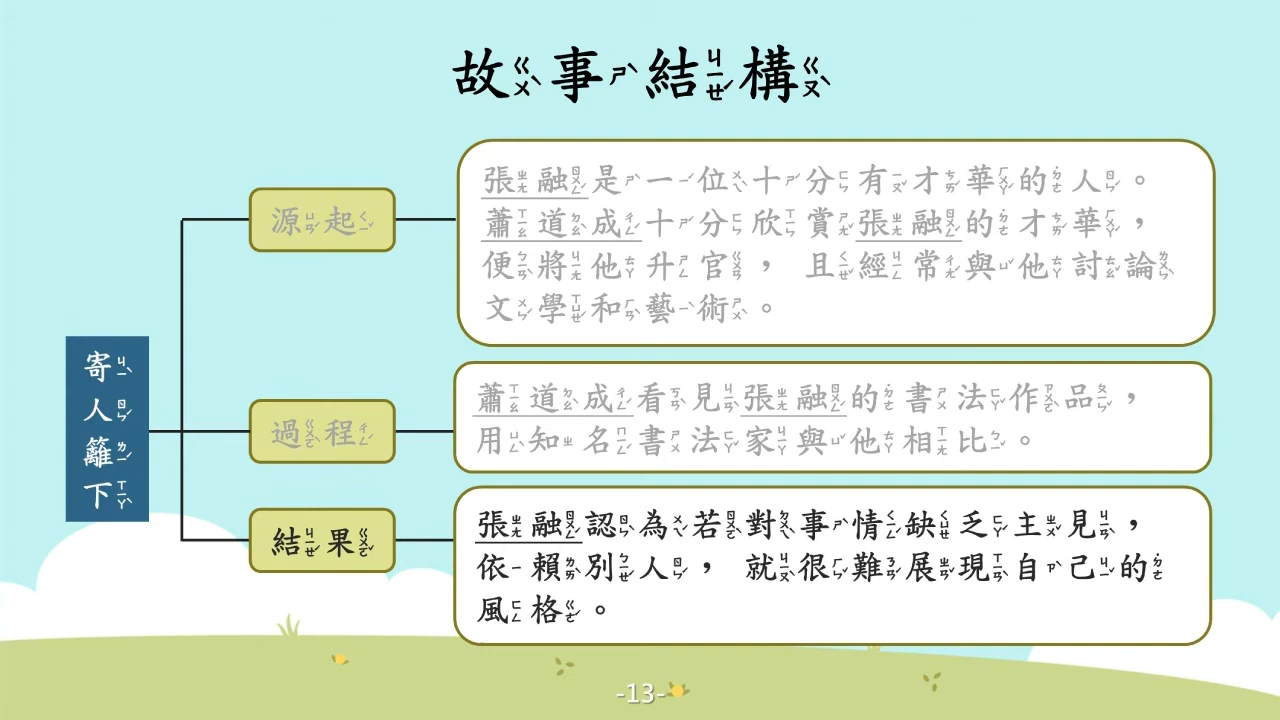 故事結構
寄人籬下
源起
張融是一位十分有才華的人。
蕭道成十分欣賞張融的才華，
便將他升官，且經常與他討論
文學和藝術。
過程
蕭道成看見張融的書法作品，
用知名書法家與他相比。
結果
張融認為若對事情缺乏主見，
依賴別人，就很難展現自己的
風格。
-13-